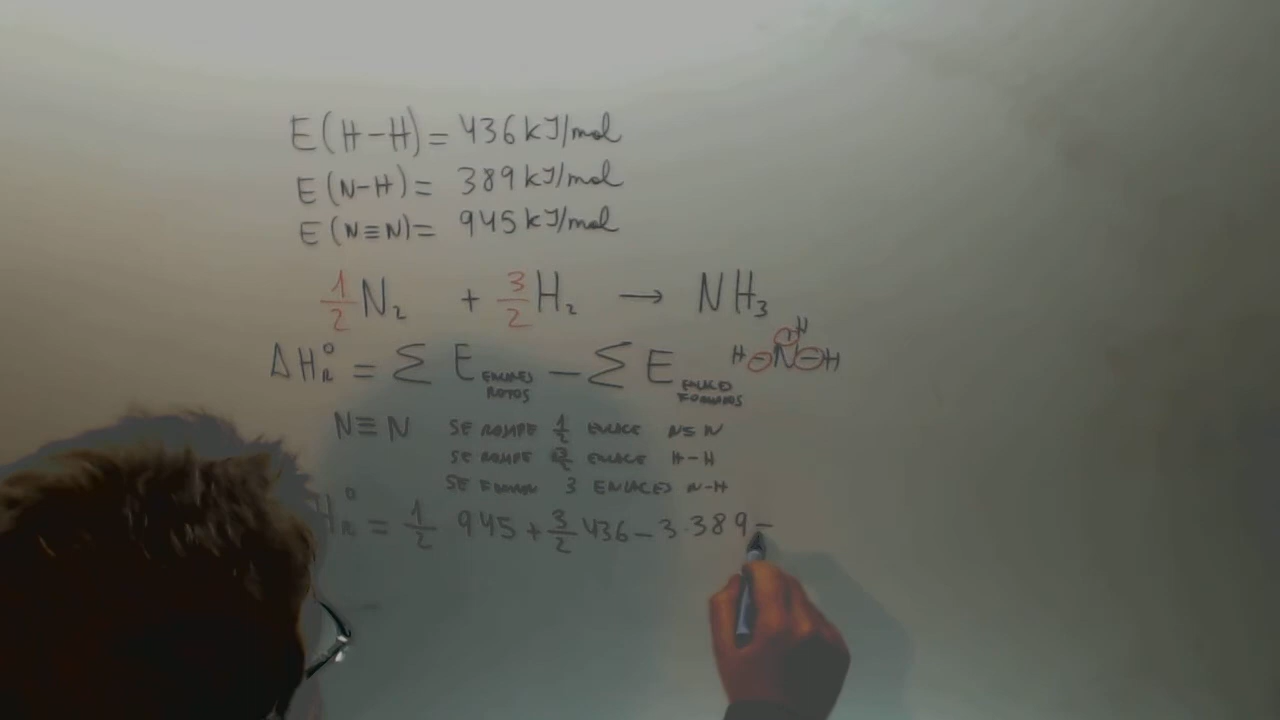 E(H-H)= 436 kJ/mol
E(N-H)= 389 kJ/mol
E(N≡N)= 945 kJ/mol
1/2 N₂ + 3/2 H₂ → NH₃
ΔH°R = Σ E ENLACES ROTOS - Σ E ENLACES FORMADOS
H-N-H
H
N≡N SE ROMPE 1/2 ENLACE N≡N
SE ROMPE 3/2 ENLACE H-H
SE FORMAN 3 ENLACES N-H
H°R = 1/2 945 + 3/2 436 - 3·389 -